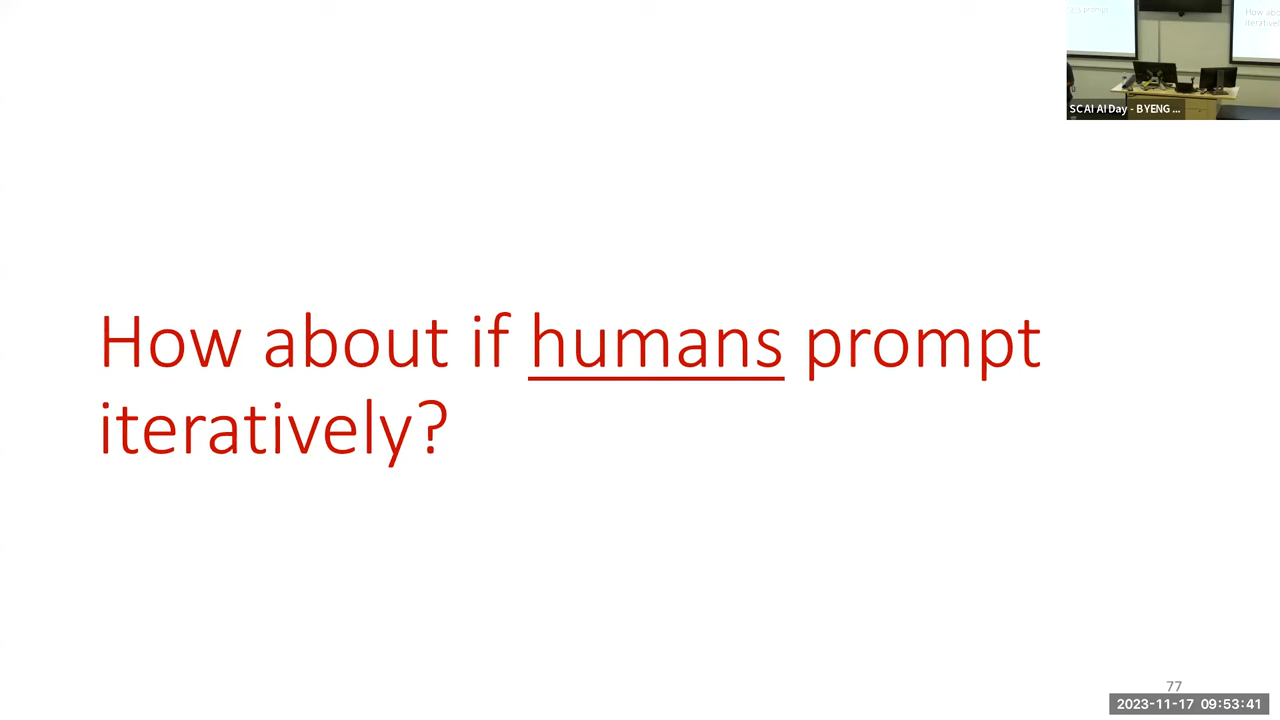 How about if humans prompt
iteratively?
SCAI AI Day - BYENG ...
77
2023-11-17 09:53:41